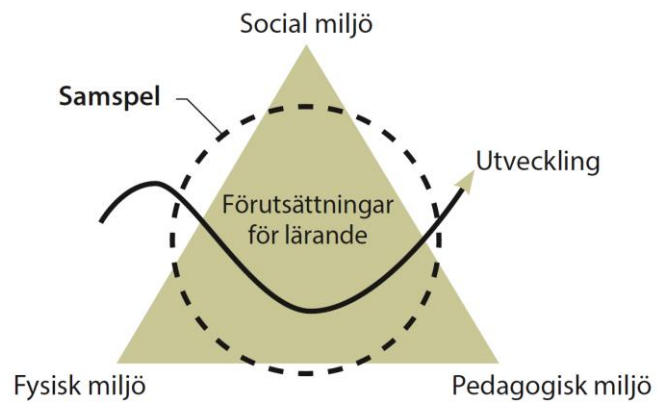 Social miljö
Samspel
Utveckling
Förutsättningar
för lärande
Fysisk miljö
Pedagogisk miljö